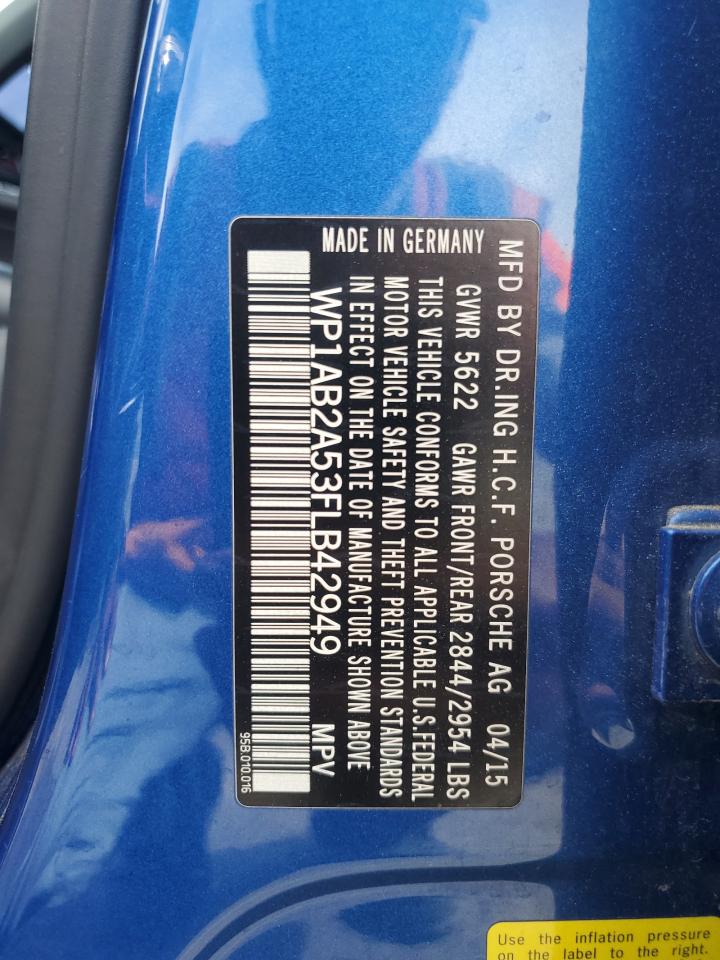 MFD BY DR.ING H.C.F. PORSCHE AG 04/15
GVWR 5622 GAWR FRONT/REAR 2844/2954 LBS
THIS VEHICLE CONFORMS TO ALL APPLICABLE U.S.FEDERAL
MOTOR VEHICLE SAFETY AND THEFT PREVENTION STANDARDS
IN EFFECT ON THE DATE OF MANUFACTURE SHOWN ABOVE
MADE IN GERMANY
WP1AB2A53FLB42949 MPV
95B.010.016
Use the inflation pressure
on the label to the right.